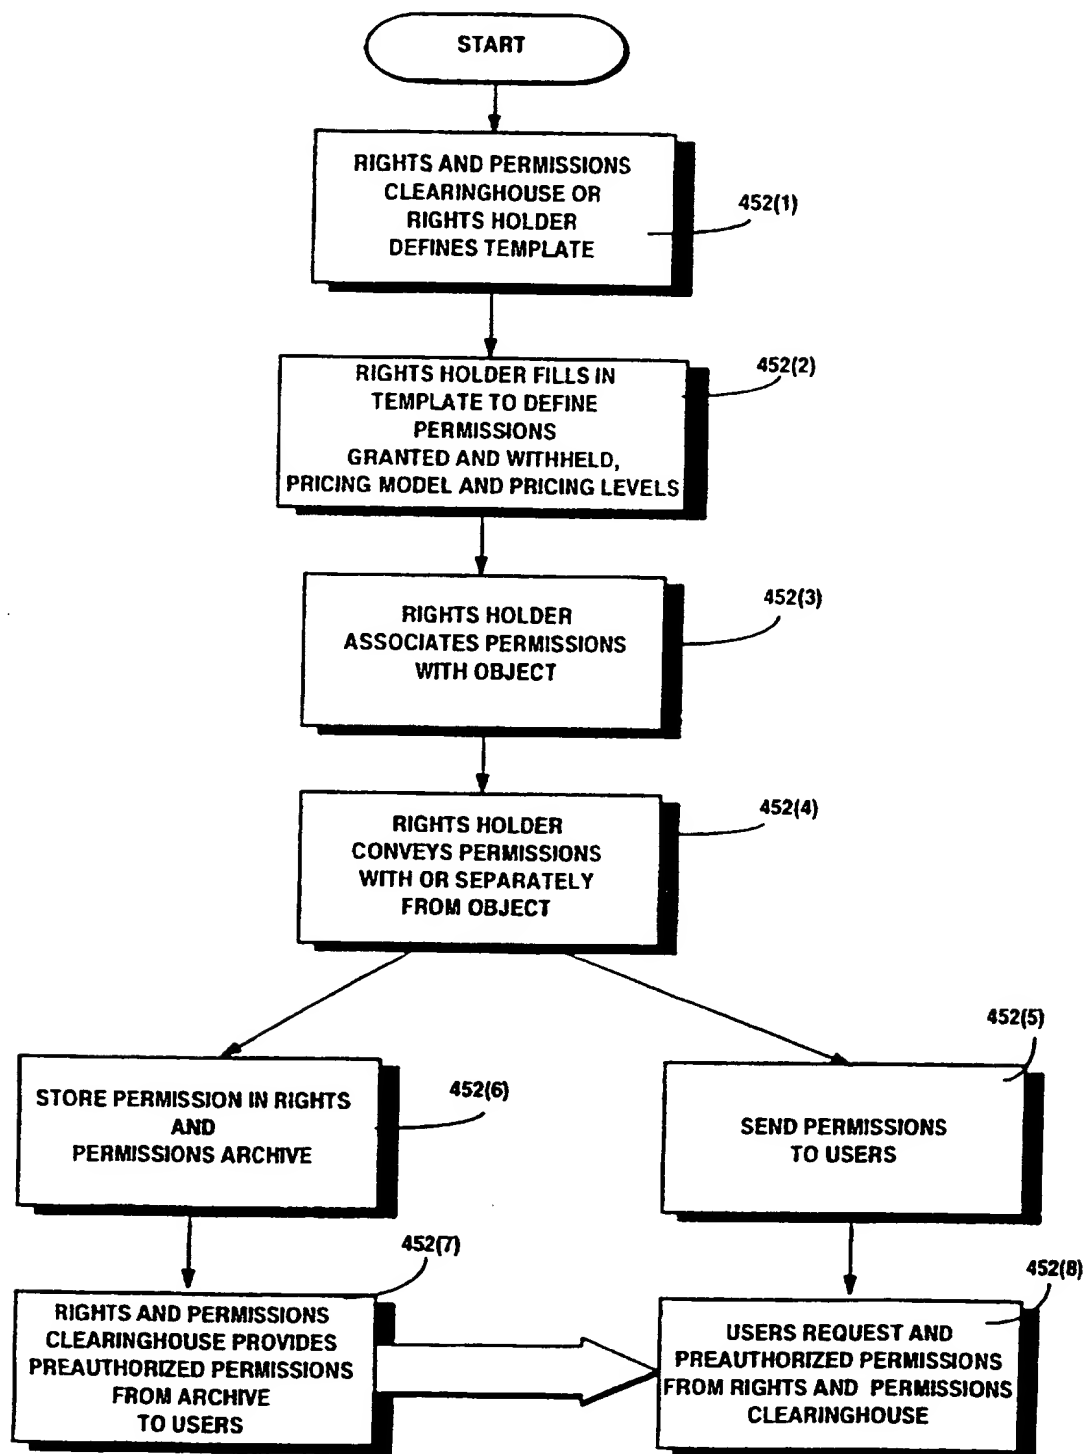 START
RIGHTS AND PERMISSIONS
CLEARINGHOUSE OR
RIGHTS HOLDER
DEFINES TEMPLATE
452(1)
RIGHTS HOLDER FILLS IN
TEMPLATE TO DEFINE
PERMISSIONS
GRANTED AND WITHHELD,
PRICING MODEL AND PRICING LEVELS
452(2)
RIGHTS HOLDER
ASSOCIATES PERMISSIONS
WITH OBJECT
452(3)
RIGHTS HOLDER
CONVEYS PERMISSIONS
WITH OR SEPARATELY
FROM OBJECT
452(4)
STORE PERMISSION IN RIGHTS
AND
PERMISSIONS ARCHIVE
452(6)
SEND PERMISSIONS
TO USERS
452(5)
RIGHTS AND PERMISSIONS
CLEARINGHOUSE PROVIDES
PREAUTHORIZED PERMISSIONS
FROM ARCHIVE
TO USERS
452(7)
USERS REQUEST AND
PREAUTHORIZED PERMISSIONS
FROM RIGHTS AND PERMISSIONS
CLEARINGHOUSE
452(8)